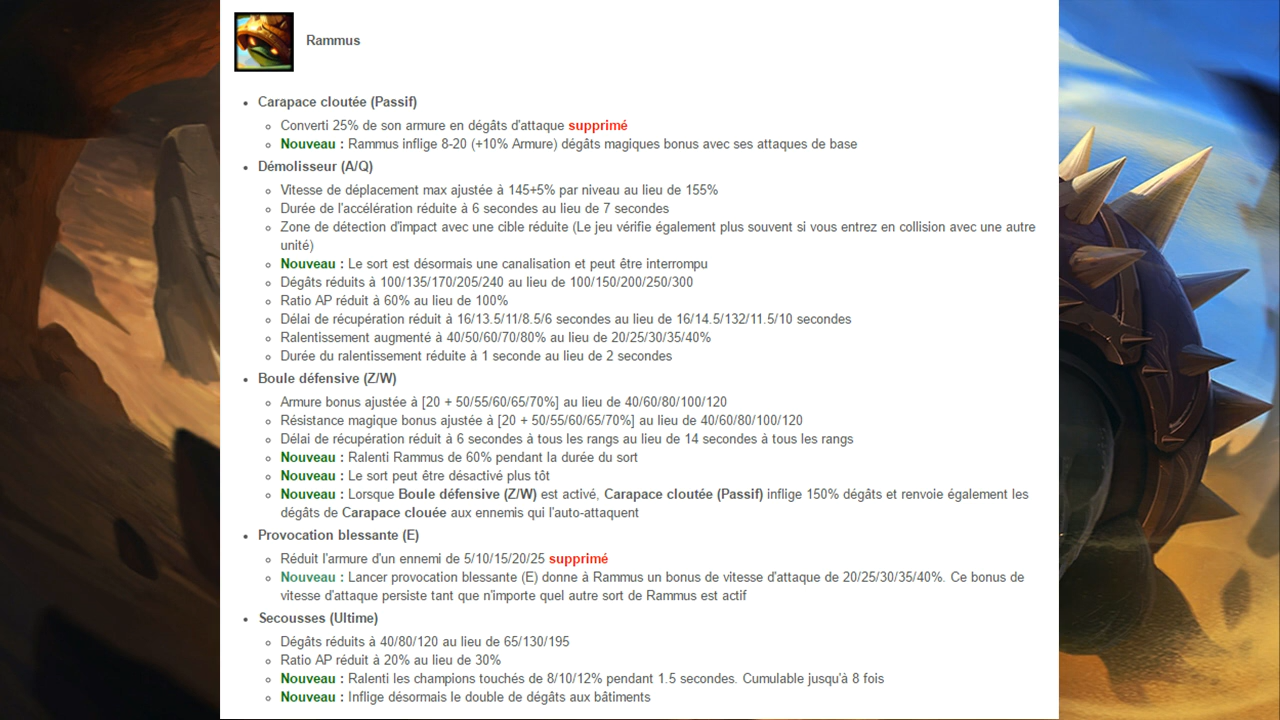 Rammus
Carapace cloutée (Passif)
Converti 25% de son armure en dégâts d'attaque supprimé
Nouveau : Rammus inflige 8-20 (+10% Armure) dégâts magiques bonus avec ses attaques de base
Démolisseur (A/Q)
Vitesse de déplacement max ajustée à 145+5% par niveau au lieu de 155%
Durée de l'accélération réduite à 6 secondes au lieu de 7 secondes
Zone de détection d'impact avec une cible réduite (Le jeu vérifie également plus souvent si vous entrez en collision avec une autre
unité)
Nouveau : Le sort est désormais une canalisation et peut être interrompu
Dégâts réduits à 100/135/170/205/240 au lieu de 100/150/200/250/300
Ratio AP réduit à 60% au lieu de 100%
Délai de récupération réduit à 16/13.5/11/8.5/6 secondes au lieu de 16/14.5/132/11.5/10 secondes
Ralentissement augmenté à 40/50/60/70/80% au lieu de 20/25/30/35/40%
Durée du ralentissement réduite à 1 seconde au lieu de 2 secondes
Boule défensive (Z/W)
Armure bonus ajustée à [20 + 50/55/60/65/70%] au lieu de 40/60/80/100/120
Résistance magique bonus ajustée à [20 + 50/55/60/65/70%] au lieu de 40/60/80/100/120
Délai de récupération réduit à 6 secondes à tous les rangs au lieu de 14 secondes à tous les rangs
Nouveau : Ralenti Rammus de 60% pendant la durée du sort
Nouveau : Le sort peut être désactivé plus tôt
Nouveau : Lorsque Boule défensive (Z/W) est activé, Carapace cloutée (Passif) inflige 150% dégâts et renvoie également les
dégâts de Carapace clouée aux ennemis qui l'auto-attaquent
Provocation blessante (E)
Réduit l'armure d'un ennemi de 5/10/15/20/25 supprimé
Nouveau : Lancer provocation blessante (E) donne à Rammus un bonus de vitesse d'attaque de 20/25/30/35/40%. Ce bonus de
vitesse d'attaque persiste tant que n'importe quel autre sort de Rammus est actif
Secousses (Ultime)
Dégâts réduits à 40/80/120 au lieu de 65/130/195
Ratio AP réduit à 20% au lieu de 30%
Nouveau : Ralenti les champions touchés de 8/10/12% pendant 1.5 secondes. Cumulable jusqu'à 8 fois
Nouveau : Inflige désormais le double de dégâts aux bâtiments